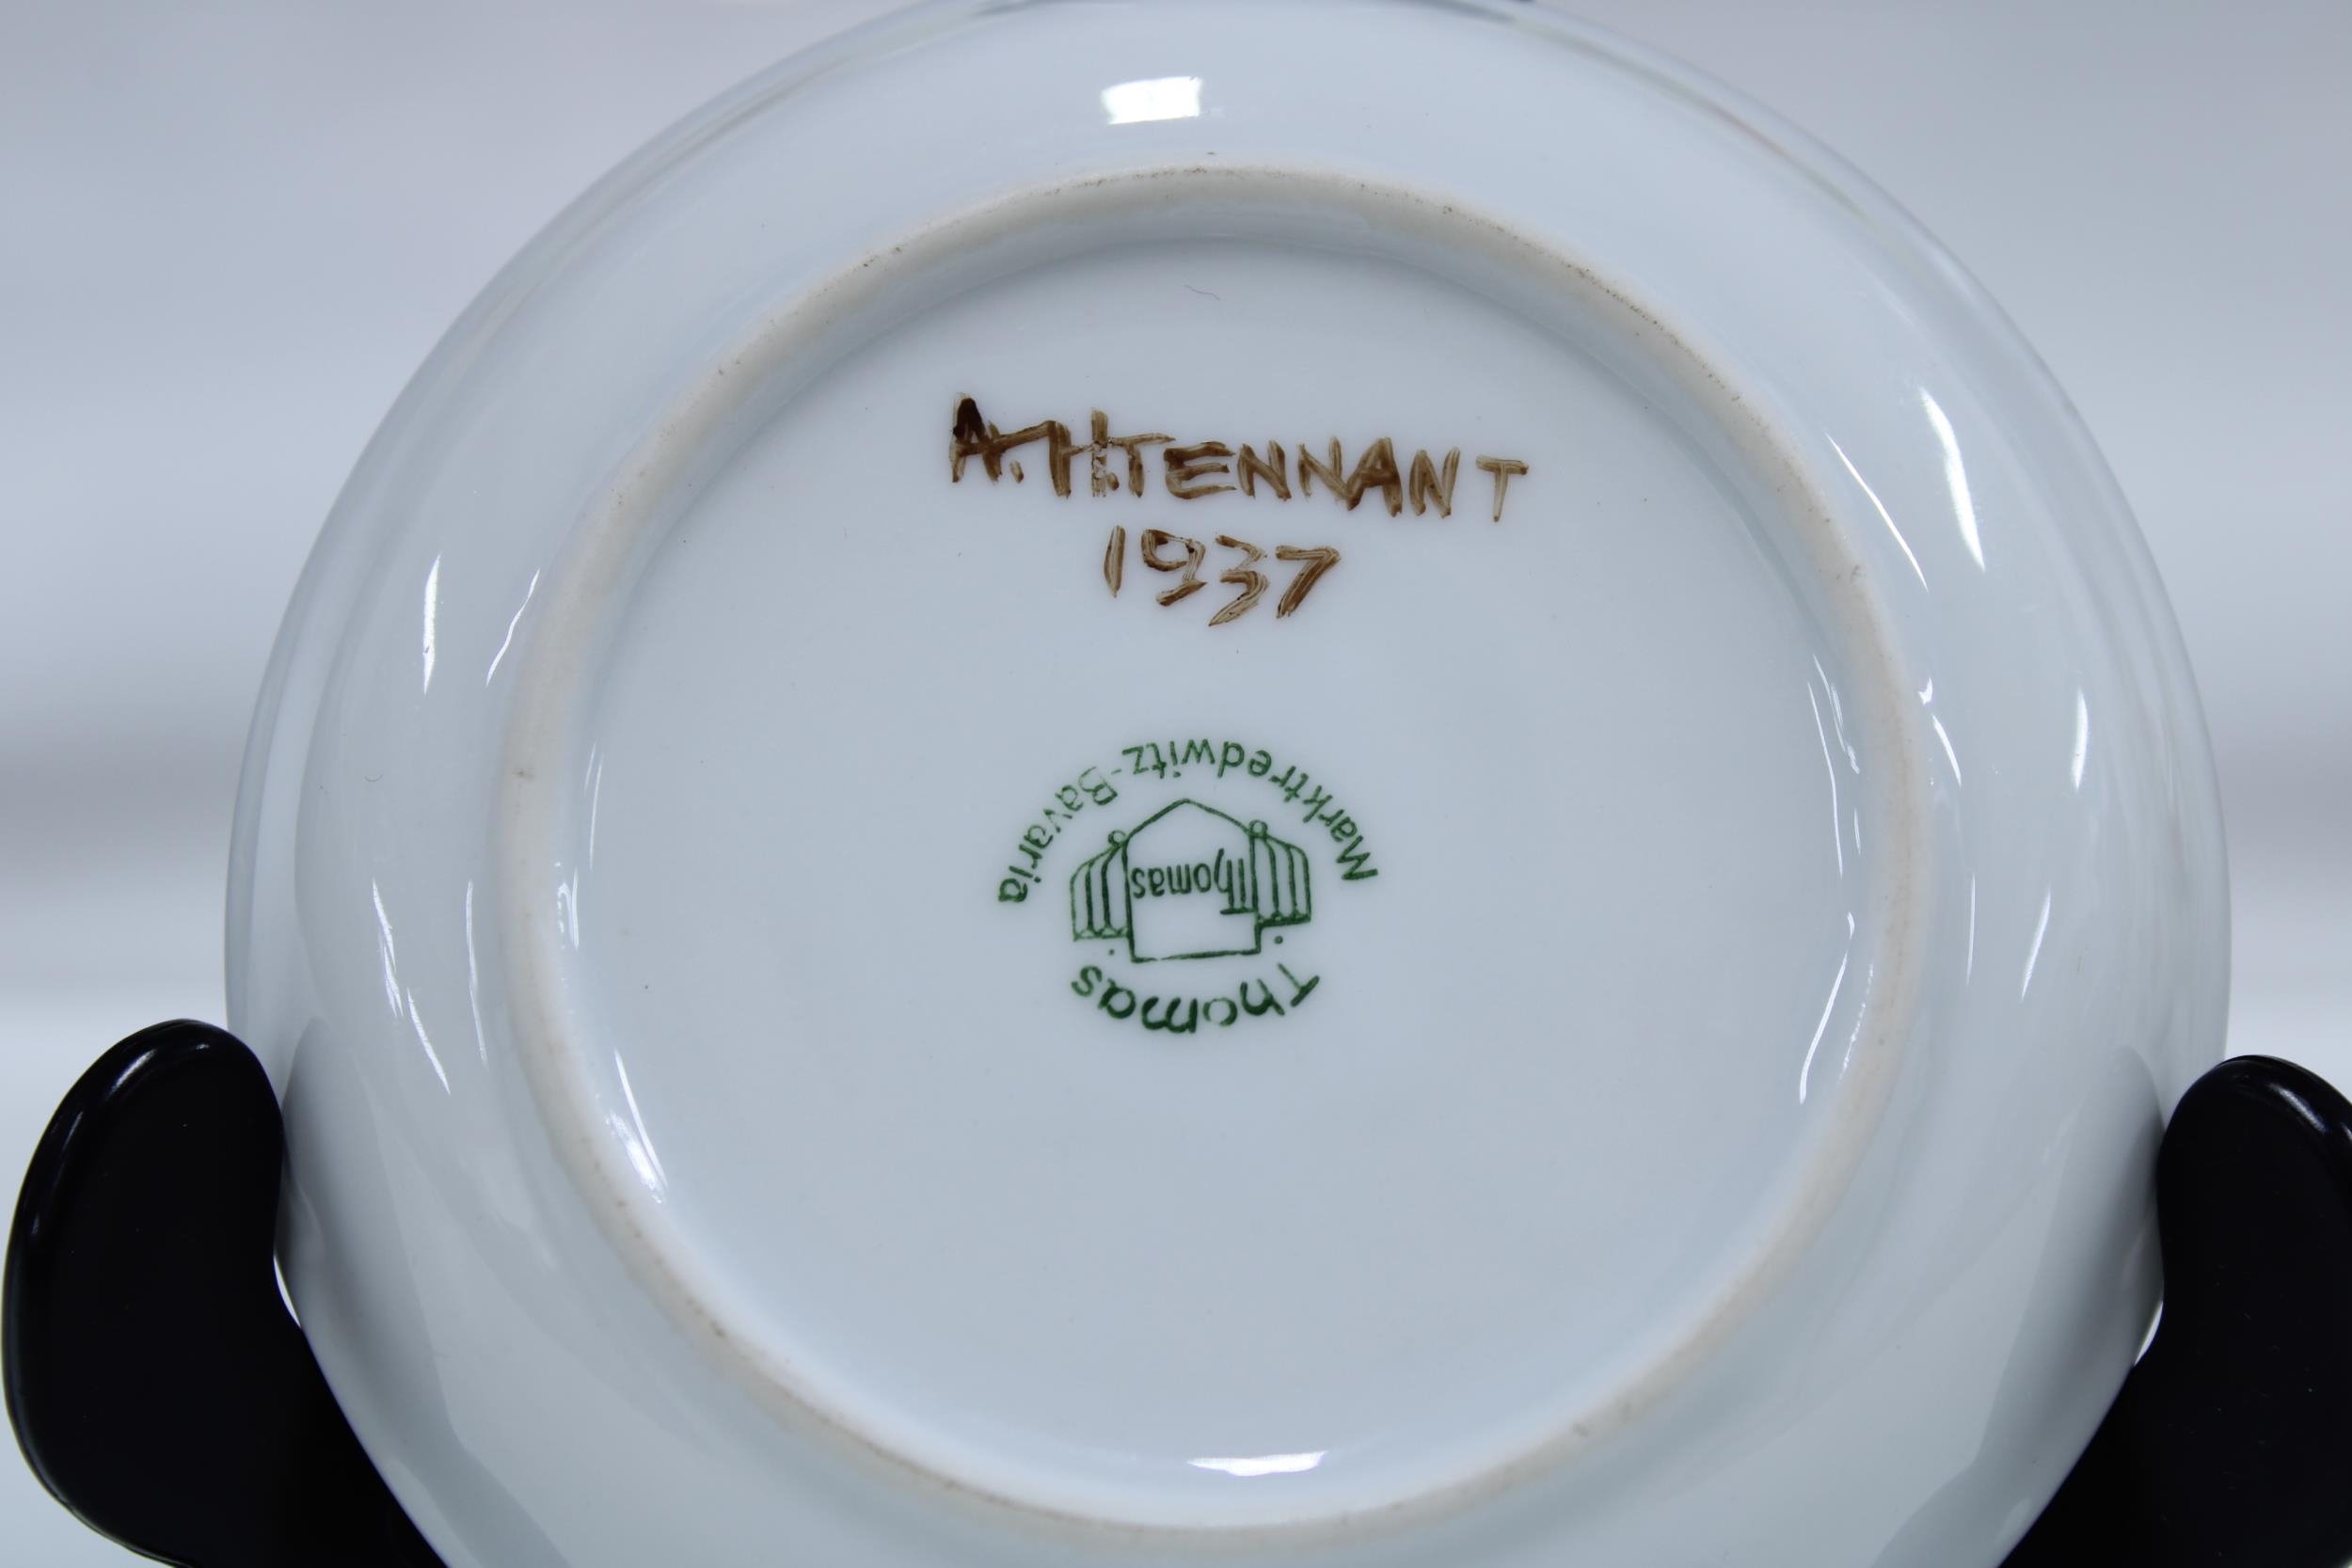 A.H.TENNANT
1937
Thomas
Thomas
Marktredwitz-Bavaria